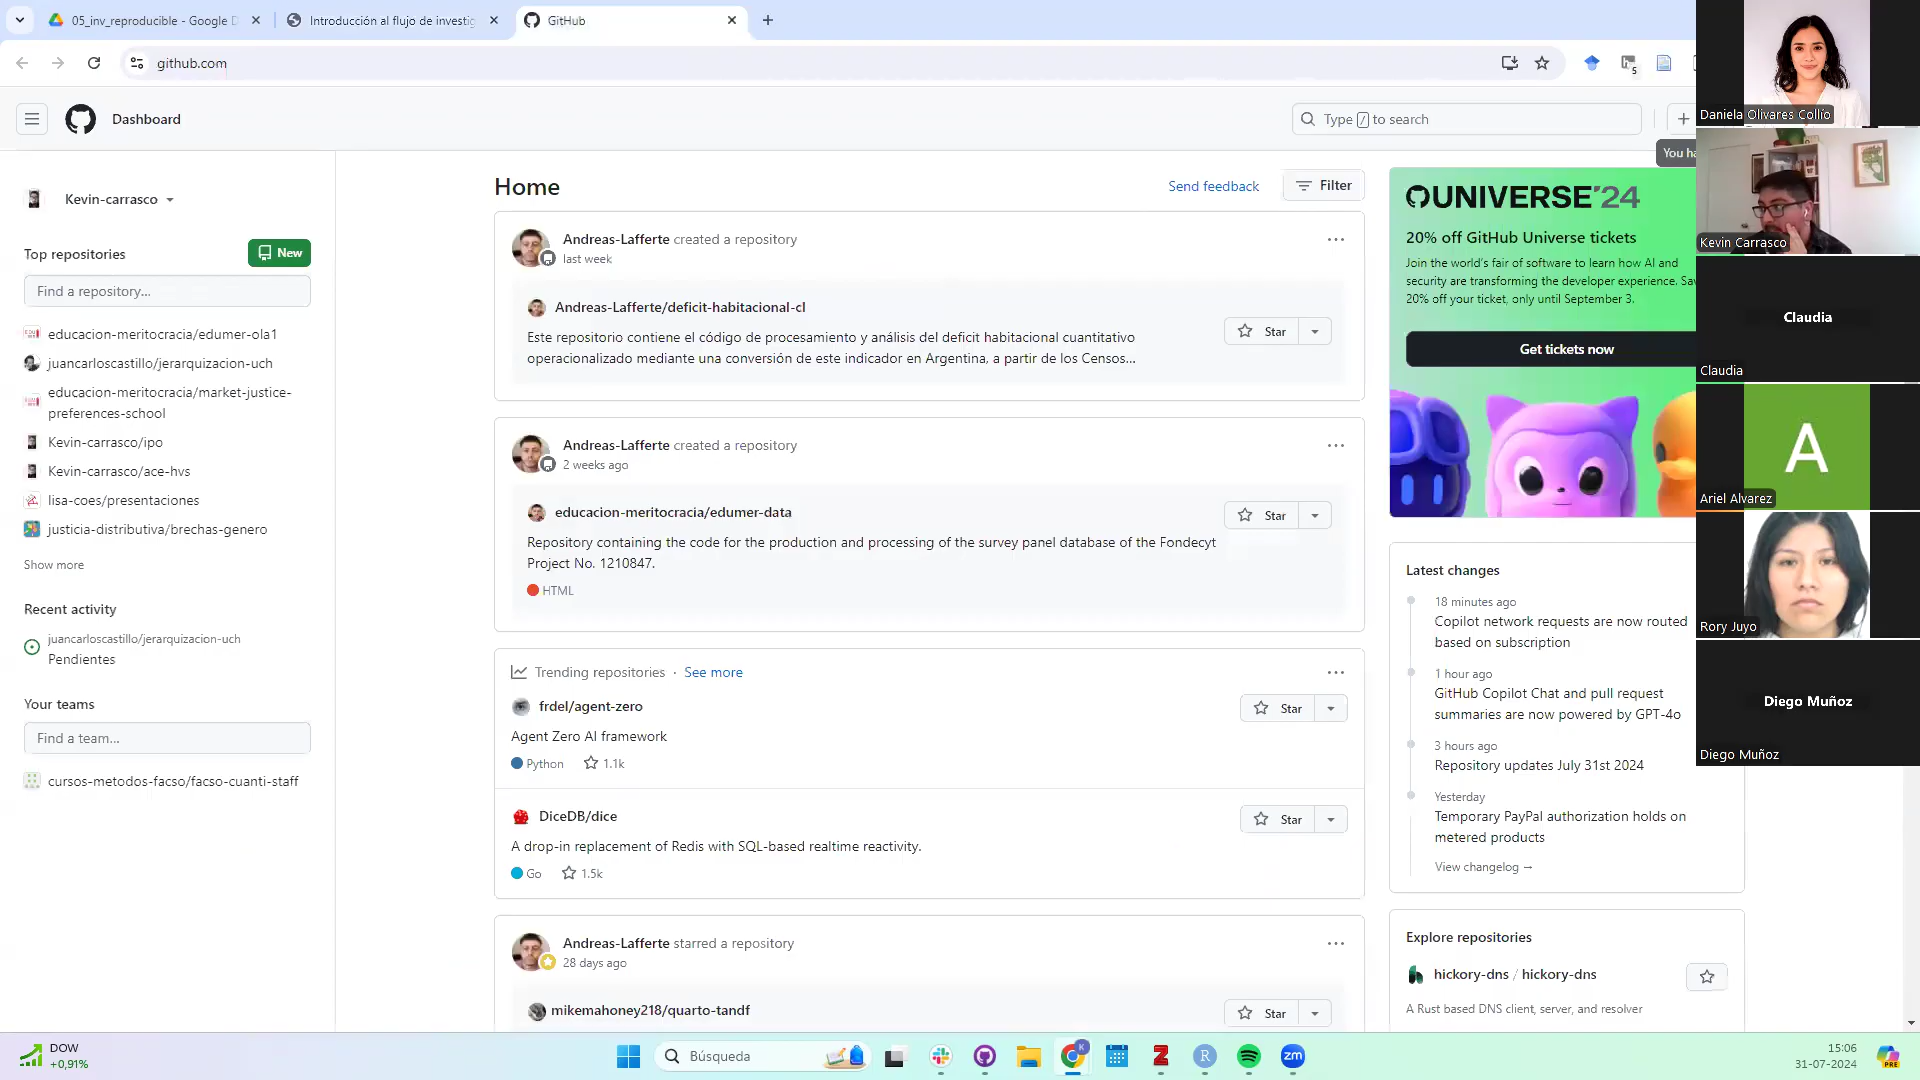 05_inv_reproducible - Google D
Introducción al flujo de investig
GitHub
github.com
5
Dashboard
Type / to search
You ha
Kevin-carrasco
Top repositories
New
Find a repository...
educacion-meritocracia/edumer-ola1
juancarloscastillo/jerarquizacion-uch
educacion-meritocracia/market-justice-
preferences-school
Kevin-carrasco/ipo
Kevin-carrasco/ace-hvs
lisa-coes/presentaciones
justicia-distributiva/brechas-genero
Show more
Recent activity
juancarloscastillo/jerarquizacion-uch
Pendientes
Your teams
Find a team...
cursos-metodos-facso/facso-cuanti-staff
Home
Send feedback
Filter
Andreas-Lafferte created a repository
last week
Andreas-Lafferte/deficit-habitacional-cl
Este repositorio contiene el código de procesamiento y análisis del deficit habitacional cuantitativo
operacionalizado mediante una conversión de este indicador en Argentina, a partir de los Censos...
Star
Andreas-Lafferte created a repository
2 weeks ago
educacion-meritocracia/edumer-data
Repository containing the code for the production and processing of the survey panel database of the Fondecyt
Project No. 1210847.
HTML
Star
Trending repositories · See more
frdel/agent-zero
Agent Zero AI framework
Python 1.1k
Star
DiceDB/dice
A drop-in replacement of Redis with SQL-based realtime reactivity.
Go 1.5k
Star
Andreas-Lafferte starred a repository
28 days ago
mikemahoney218/quarto-tandf
Star
UNIVERSE'24
20% off GitHub Universe tickets
Join the world's fair of software to learn how AI and
security are transforming the developer experience. Sav
20% off your ticket, only until September 3.
Get tickets now
Latest changes
18 minutes ago
Copilot network requests are now routed
based on subscription
1 hour ago
GitHub Copilot Chat and pull request
summaries are now powered by GPT-4o
3 hours ago
Repository updates July 31st 2024
Yesterday
Temporary PayPal authorization holds on
metered products
View changelog →
Explore repositories
hickory-dns / hickory-dns
A Rust based DNS client, server, and resolver
Daniela Olivares Collío
Kevin Carrasco
Claudia
Claudia
A
Ariel Alvarez
Rory Juyo
Diego Muñoz
Diego Muñoz
DOW
+0,91%
Búsqueda
K
Z
R
zm
15:06
31-07-2024
PRE